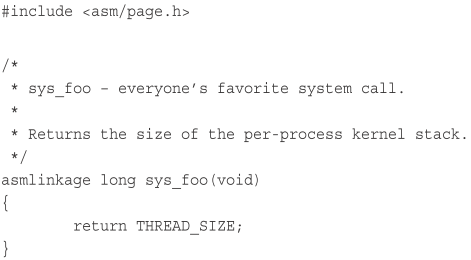 #include <asm/page.h>
/*
 * sys_foo – everyone’s favorite system call.
 *
 * Returns the size of the per-process kernel stack.
 */
asmlinkage long sys_foo(void)
{
        return THREAD_SIZE;
}